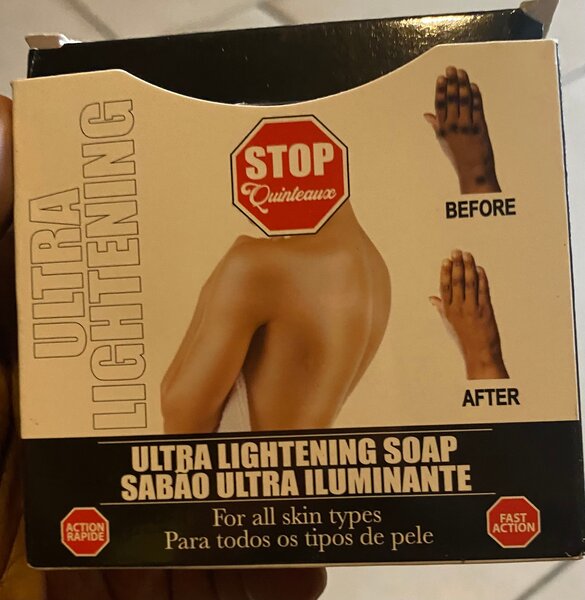 ULTRA
LIGHTENING
STOP
Quinteaux
BEFORE
AFTER
ULTRA LIGHTENING SOAP
SABÃO ULTRA ILUMINANTE
For all skin types
Para todos os tipos de pele
ACTION
RAPIDE
FAST
ACTION